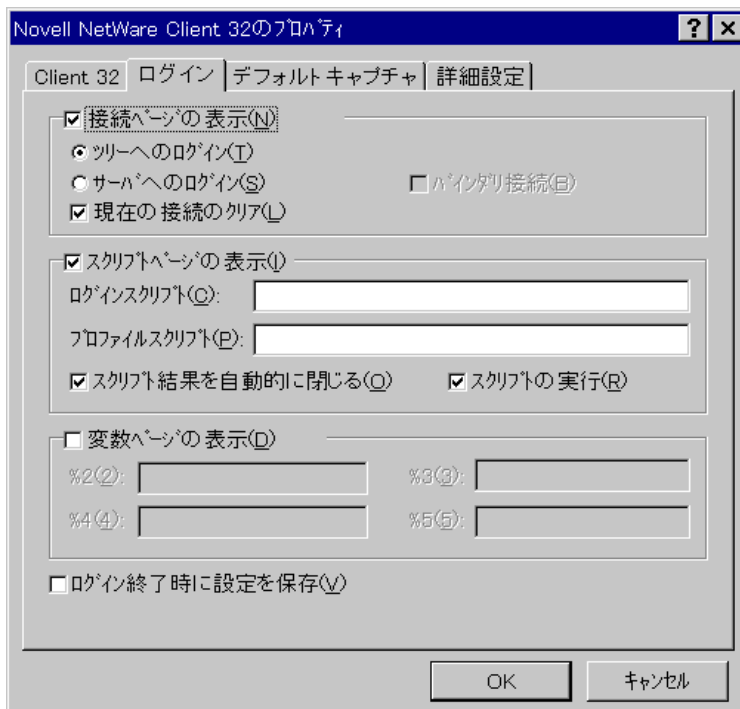 Novell NetWare Client 32のﾌﾟﾛﾊﾟﾃｨ
Client 32 ログイン デフォルト キャプチャ 詳細設定
接続ﾍﾟｰｼﾞの 表示(N)
ﾂﾘｰへのﾛｸﾞｲﾝ(T)
ｻｰﾊﾞへのﾛｸﾞｲﾝ(S) ﾊﾞｲﾝﾀﾞﾘ接続(B)
現在の 接続のｸﾘｱ(L)
ｽｸﾘﾌﾟﾄﾍﾟｰｼﾞの 表示(I)
ﾛｸﾞｲﾝｽｸﾘﾌﾟﾄ(C):
ﾌﾟﾛﾌｧｲﾙｽｸﾘﾌﾟﾄ(P):
ｽｸﾘﾌﾟﾄ結果を自動的に閉じる(O) ｽｸﾘﾌﾟﾄの 実行(R)
変数ﾍﾟｰｼﾞの 表示(D)
%2(2): %3(3):
%4(4): %5(5):
ﾛｸﾞｲﾝ終了時に設定を保存(V)
OK ｷｬﾝｾﾙ